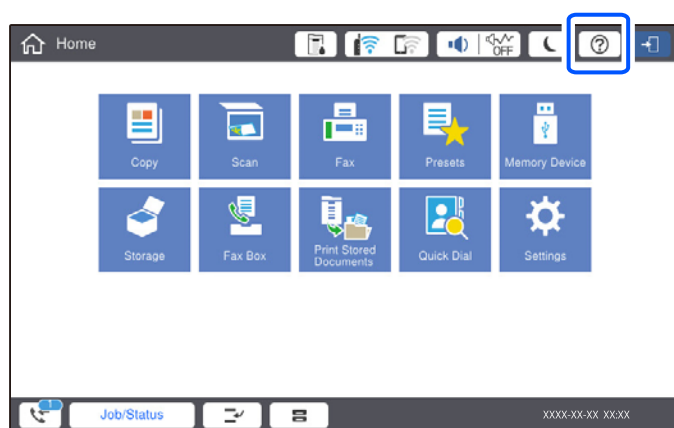 Home
OFF
?
Copy
Scan
Fax
Presets
Memory Device
Storage
Fax Box
Print Stored
Documents
Quick Dial
Settings
1
Job/Status
XXXX-XX-XX XX:XX